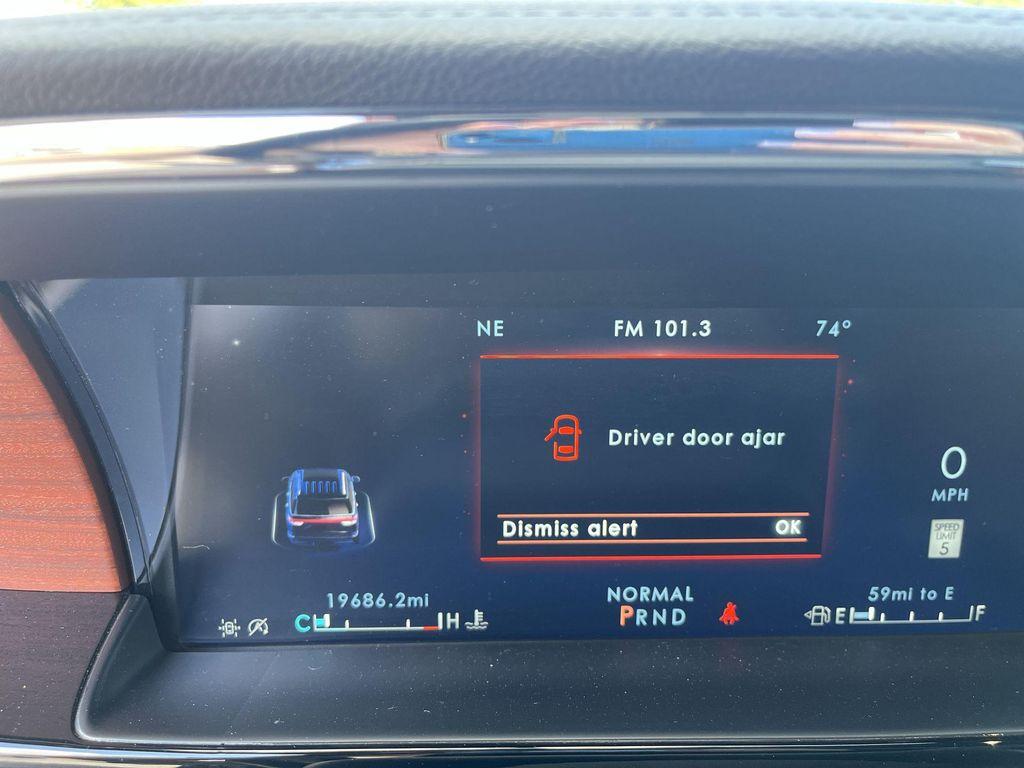 NE FM 101.3 74°
Driver door ajar
0
MPH
Dismiss alert OK
SPEED
LIMIT
5
19686.2mi
NORMAL
59mi to E
C H
PRND
E F